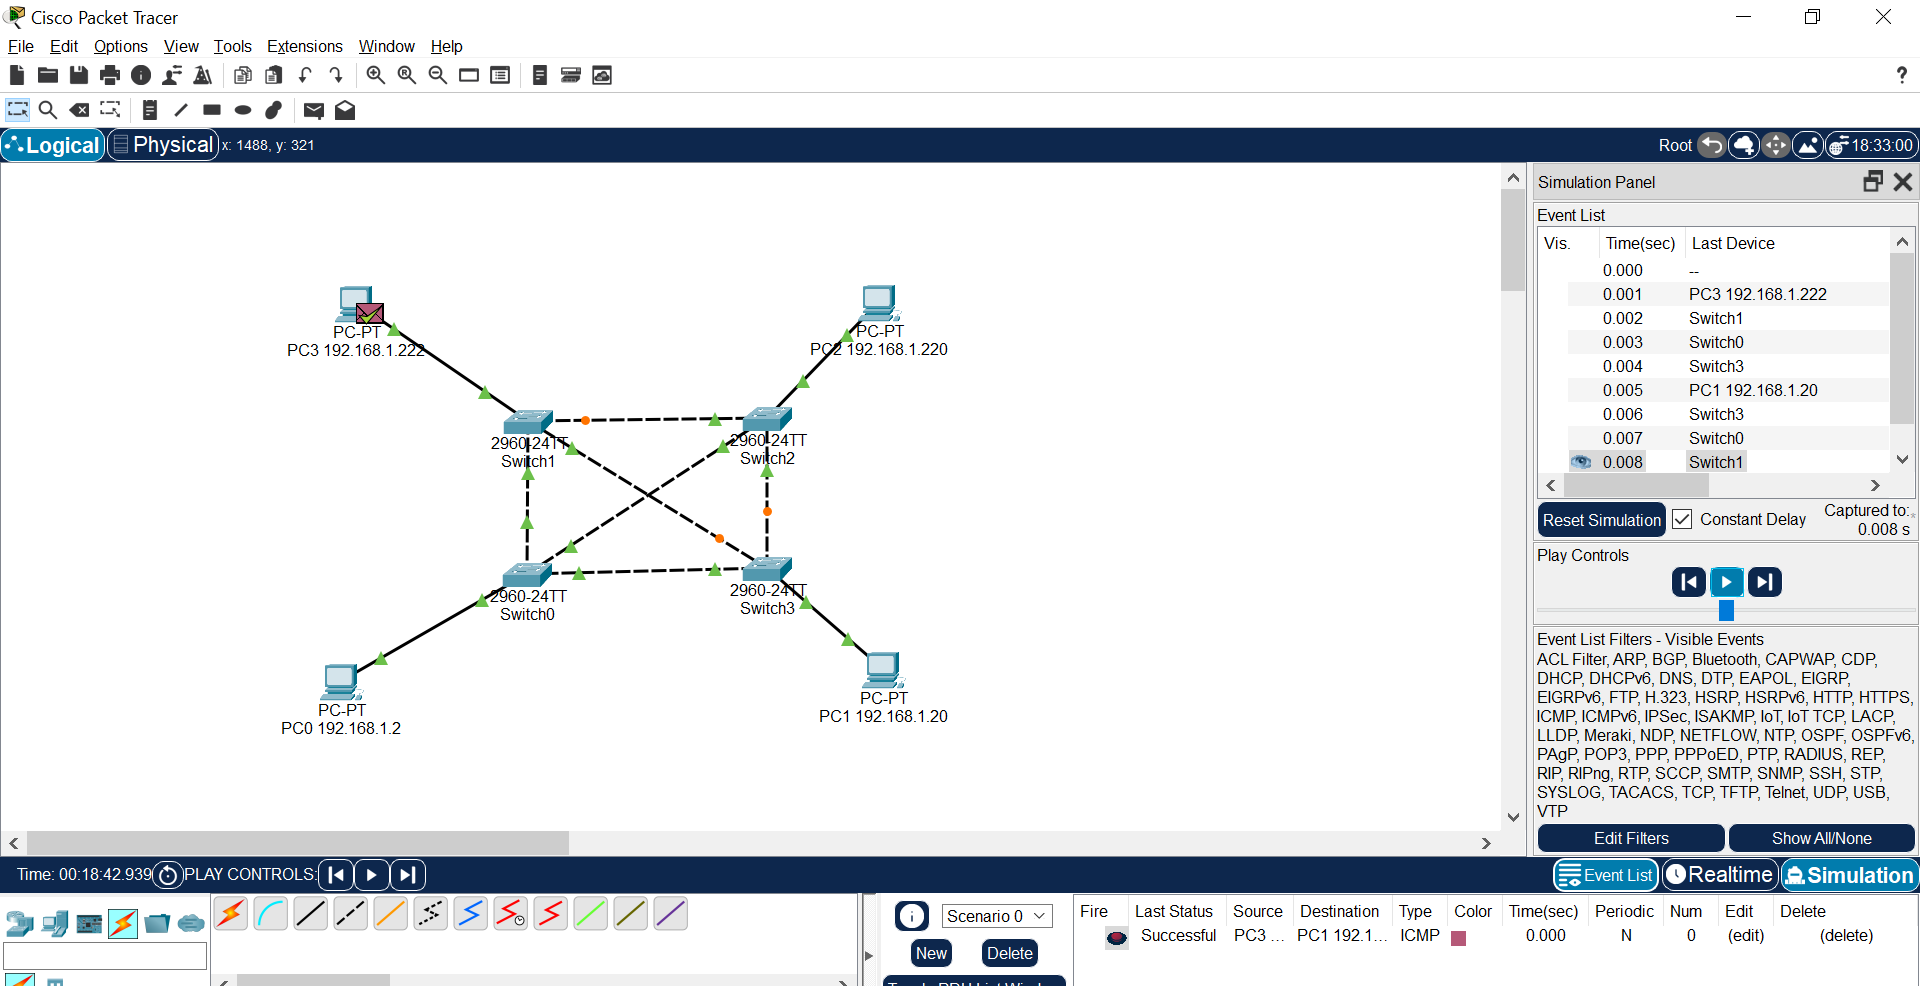 Cisco Packet Tracer
File Edit Options View Tools Extensions Window Help
?
Logical Physical x: 1488, y: 321 Root 18:33:00
PC-PT
PC3 192.168.1.222
PC-PT
PC2 192.168.1.220
2960-24TT
Switch1
2960-24TT
Switch2
2960-24TT
Switch0
2960-24TT
Switch3
PC-PT
PC0 192.168.1.2
PC-PT
PC1 192.168.1.20
Simulation Panel
Event List
Vis. Time(sec) Last Device
0.000 --
0.001 PC3 192.168.1.222
0.002 Switch1
0.003 Switch0
0.004 Switch3
0.005 PC1 192.168.1.20
0.006 Switch3
0.007 Switch0
0.008 Switch1
Reset Simulation Constant Delay Captured to:*
0.008 s
Play Controls
Event List Filters - Visible Events
ACL Filter, ARP, BGP, Bluetooth, CAPWAP, CDP,
DHCP, DHCPv6, DNS, DTP, EAPOL, EIGRP,
EIGRPv6, FTP, H.323, HSRP, HSRPv6, HTTP, HTTPS,
ICMP, ICMPv6, IPSec, ISAKMP, IoT, IoT TCP, LACP,
LLDP, Meraki, NDP, NETFLOW, NTP, OSPF, OSPFv6,
PAgP, POP3, PPP, PPPoED, PTP, RADIUS, REP,
RIP, RIPng, RTP, SCCP, SMTP, SNMP, SSH, STP,
SYSLOG, TACACS, TCP, TFTP, Telnet, UDP, USB,
VTP
Edit Filters Show All/None
Time: 00:18:42.939 PLAY CONTROLS: Event List Realtime Simulation
Scenario 0
New Delete
Fire Last Status Source Destination Type Color Time(sec) Periodic Num Edit Delete
Successful PC3 ... PC1 192.1... ICMP 0.000 N 0 (edit) (delete)